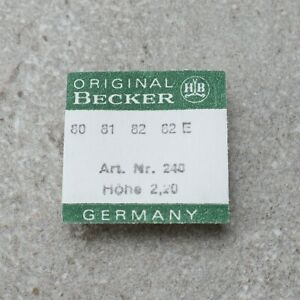 ORIGINAL
BECKER
HB
80 81 82 82 E
Art. Nr. 240
Höhe 2,20
GERMANY